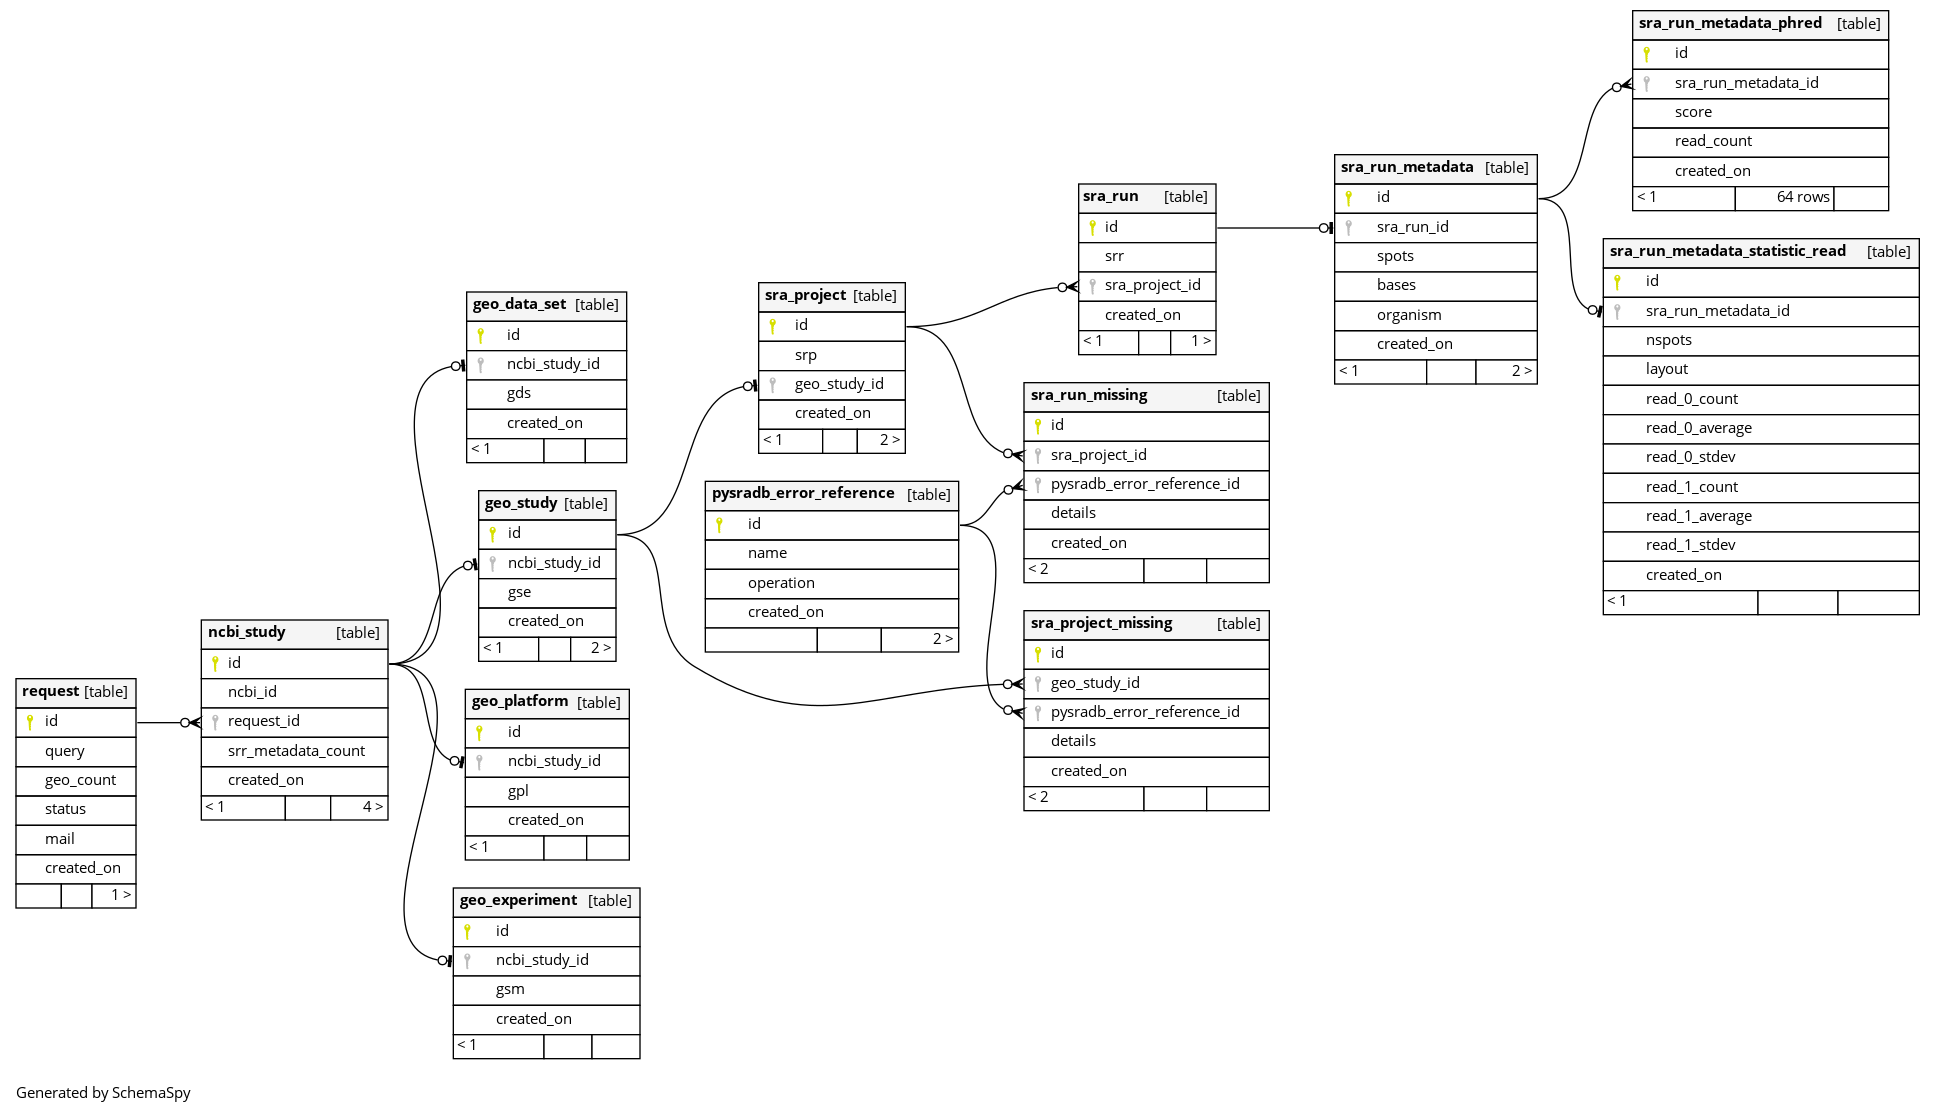 request [table]
id
query
geo_count
status
mail
created_on
1 >
ncbi_study [table]
id
ncbi_id
request_id
srr_metadata_count
created_on
< 1 4 >
geo_data_set [table]
id
ncbi_study_id
gds
created_on
< 1
geo_study [table]
id
ncbi_study_id
gse
created_on
< 1 2 >
geo_platform [table]
id
ncbi_study_id
gpl
created_on
< 1
geo_experiment [table]
id
ncbi_study_id
gsm
created_on
< 1
sra_project [table]
id
srp
geo_study_id
created_on
< 1 2 >
pysradb_error_reference [table]
id
name
operation
created_on
2 >
sra_run [table]
id
srr
sra_project_id
created_on
< 1 1 >
sra_run_missing [table]
id
sra_project_id
pysradb_error_reference_id
details
created_on
< 2
sra_project_missing [table]
id
geo_study_id
pysradb_error_reference_id
details
created_on
< 2
sra_run_metadata [table]
id
sra_run_id
spots
bases
organism
created_on
< 1 2 >
sra_run_metadata_phred [table]
id
sra_run_metadata_id
score
read_count
created_on
< 1 64 rows
sra_run_metadata_statistic_read [table]
id
sra_run_metadata_id
nspots
layout
read_0_count
read_0_average
read_0_stdev
read_1_count
read_1_average
read_1_stdev
created_on
< 1
Generated by SchemaSpy